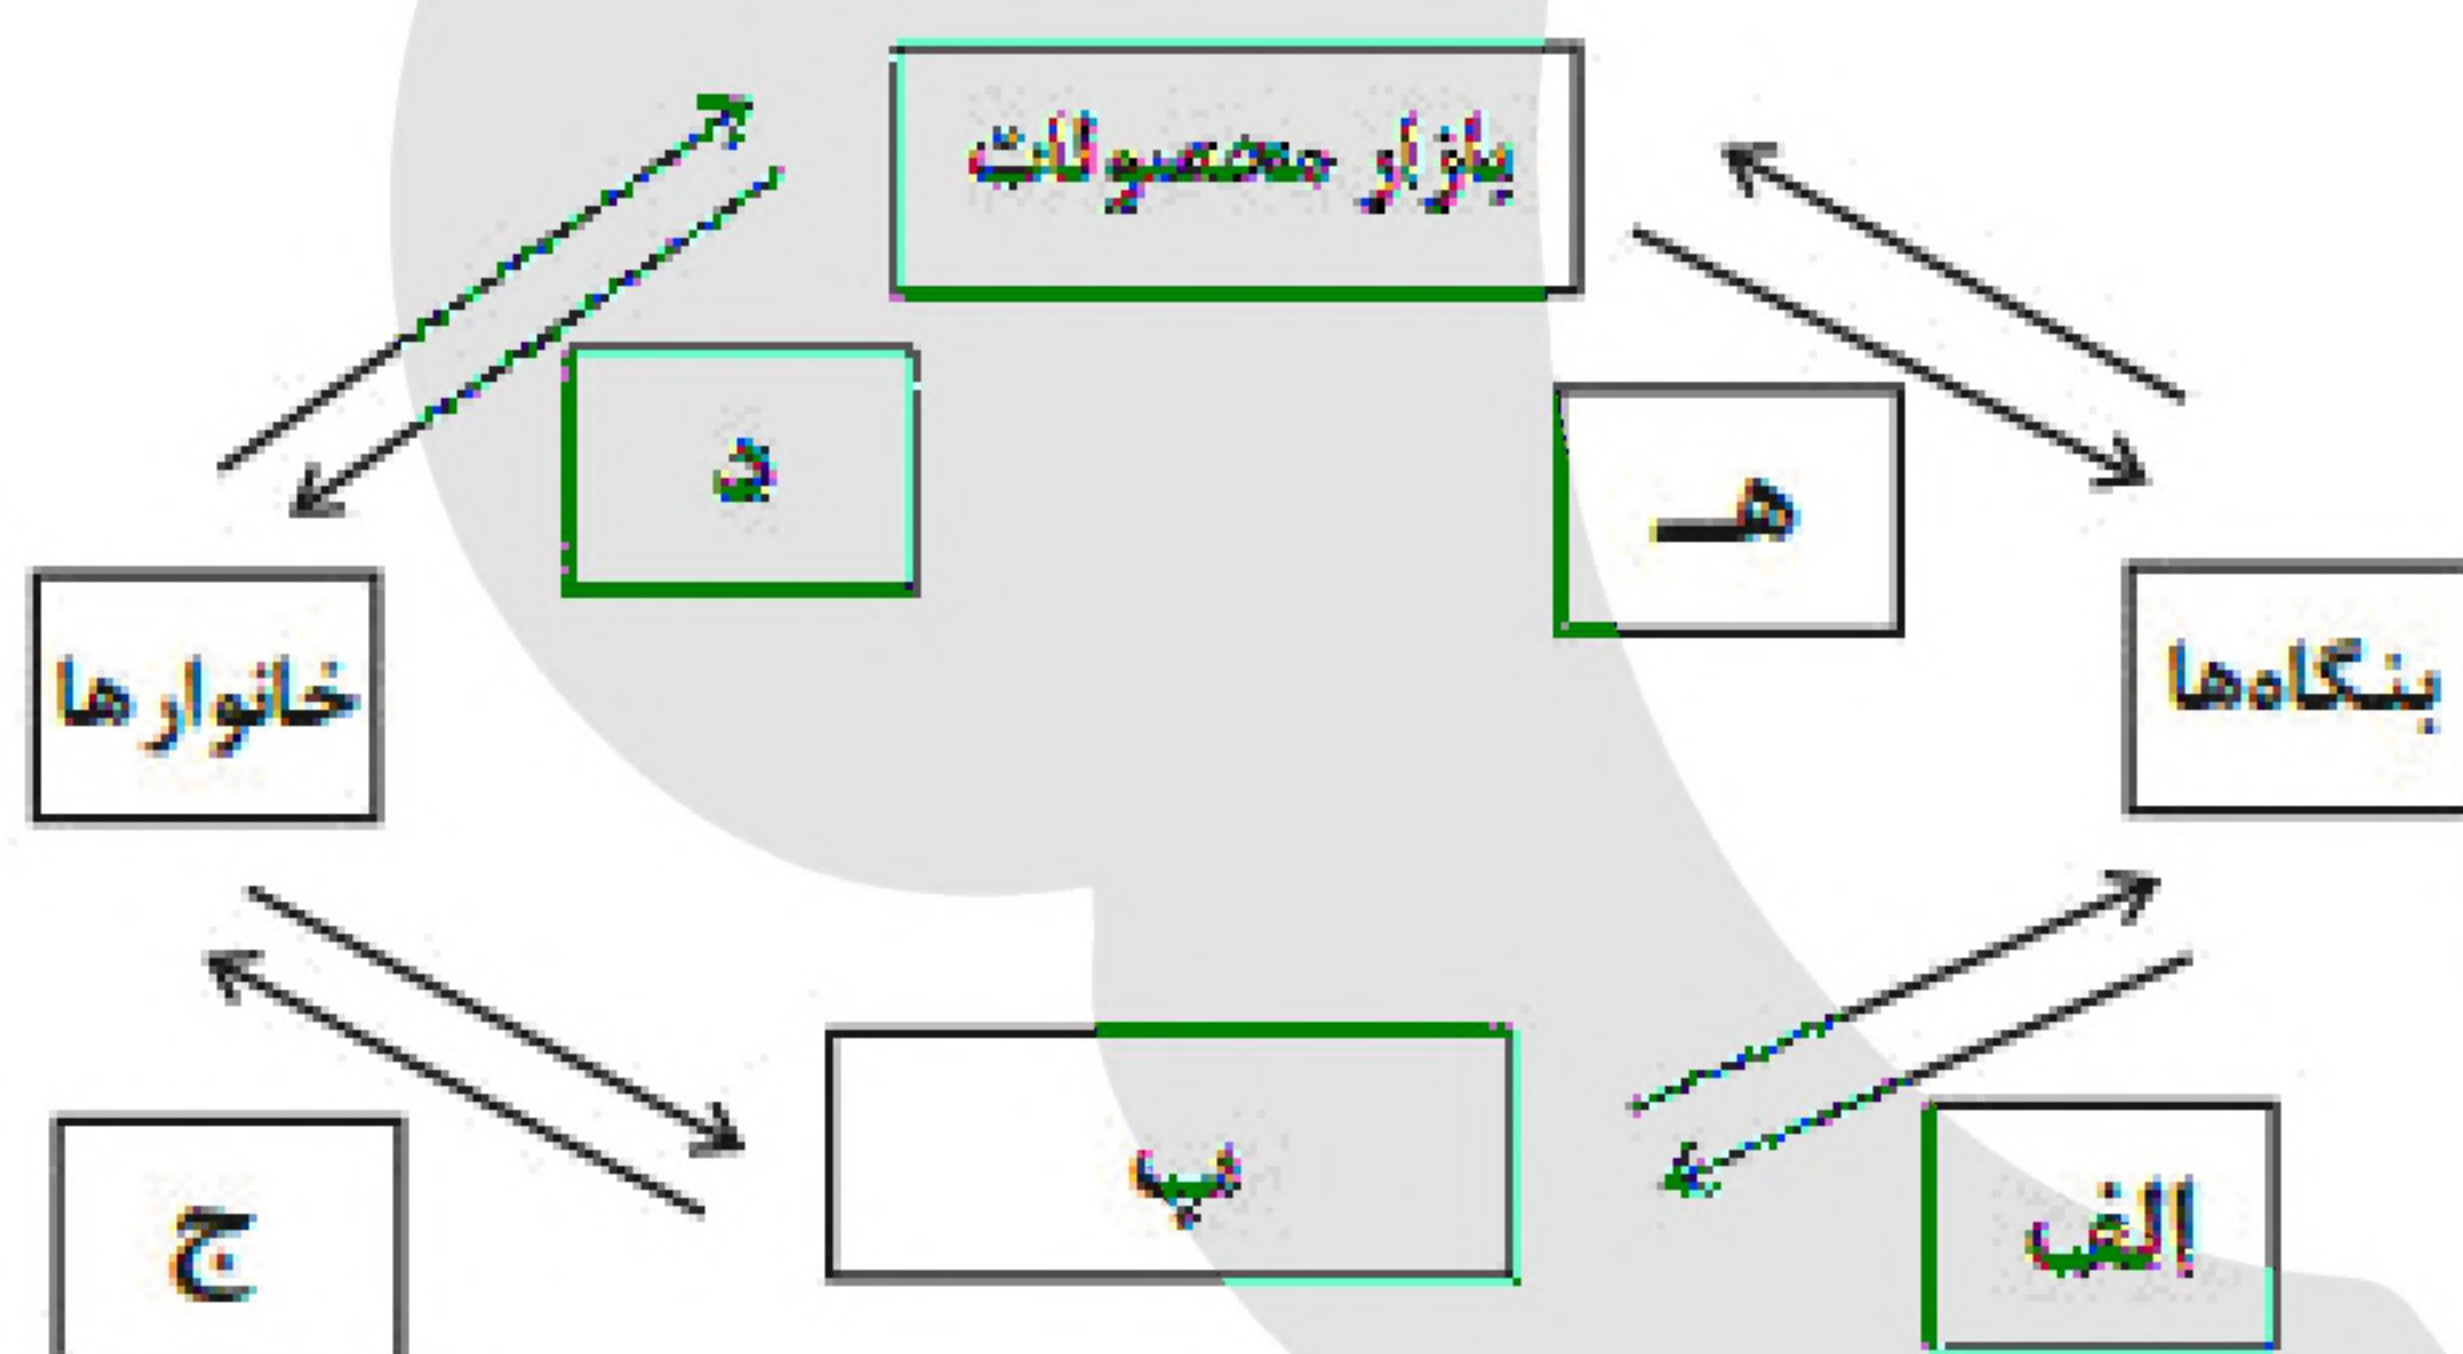 بازار محصولات
د
هـ
خانوارها
بنگاه‌ها
ب
ج
الف